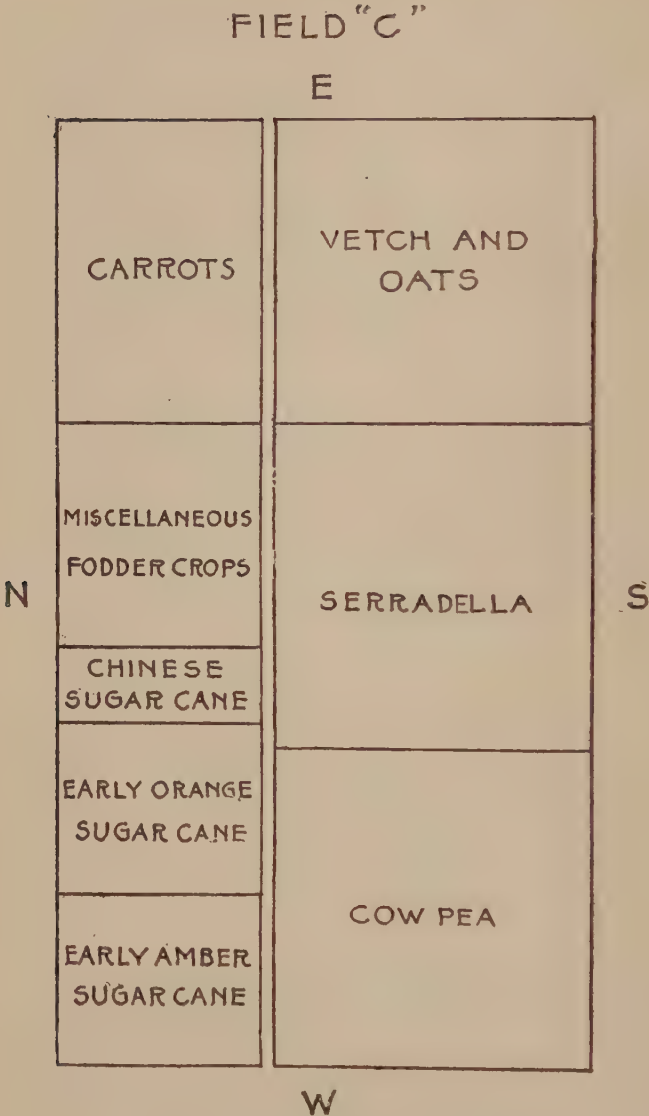 FIELD "C"
E
CARROTS
VETCH AND
OATS
MISCELLANEOUS
FODDER CROPS
N
SERRADELLA
S
CHINESE
SUGAR CANE
EARLY ORANGE
SUGAR CANE
COW PEA
EARLY AMBER
SUGAR CANE
W